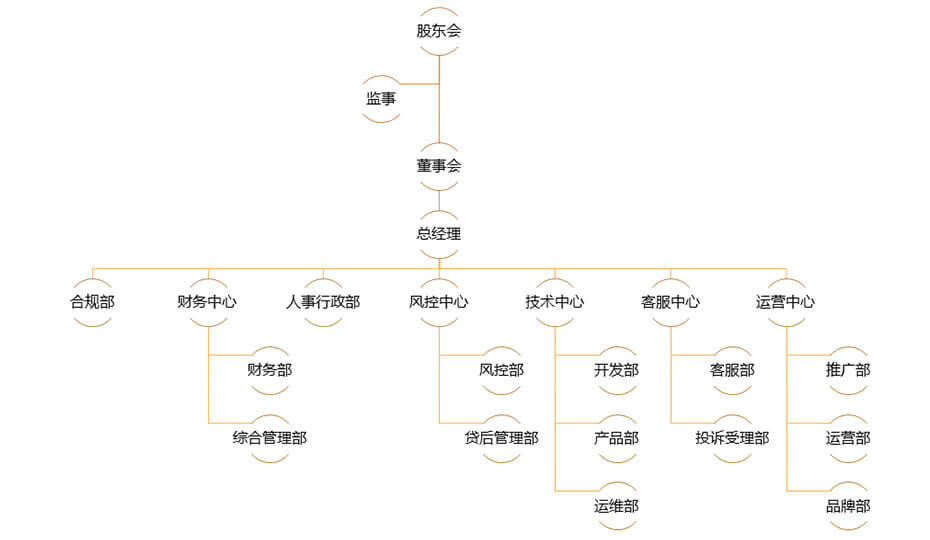 股东会
监事
董事会
总经理
合规部
财务中心
人事行政部
风控中心
技术中心
客服中心
运营中心
财务部
风控部
开发部
客服部
推广部
综合管理部
贷后管理部
产品部
投诉受理部
运营部
运维部
品牌部